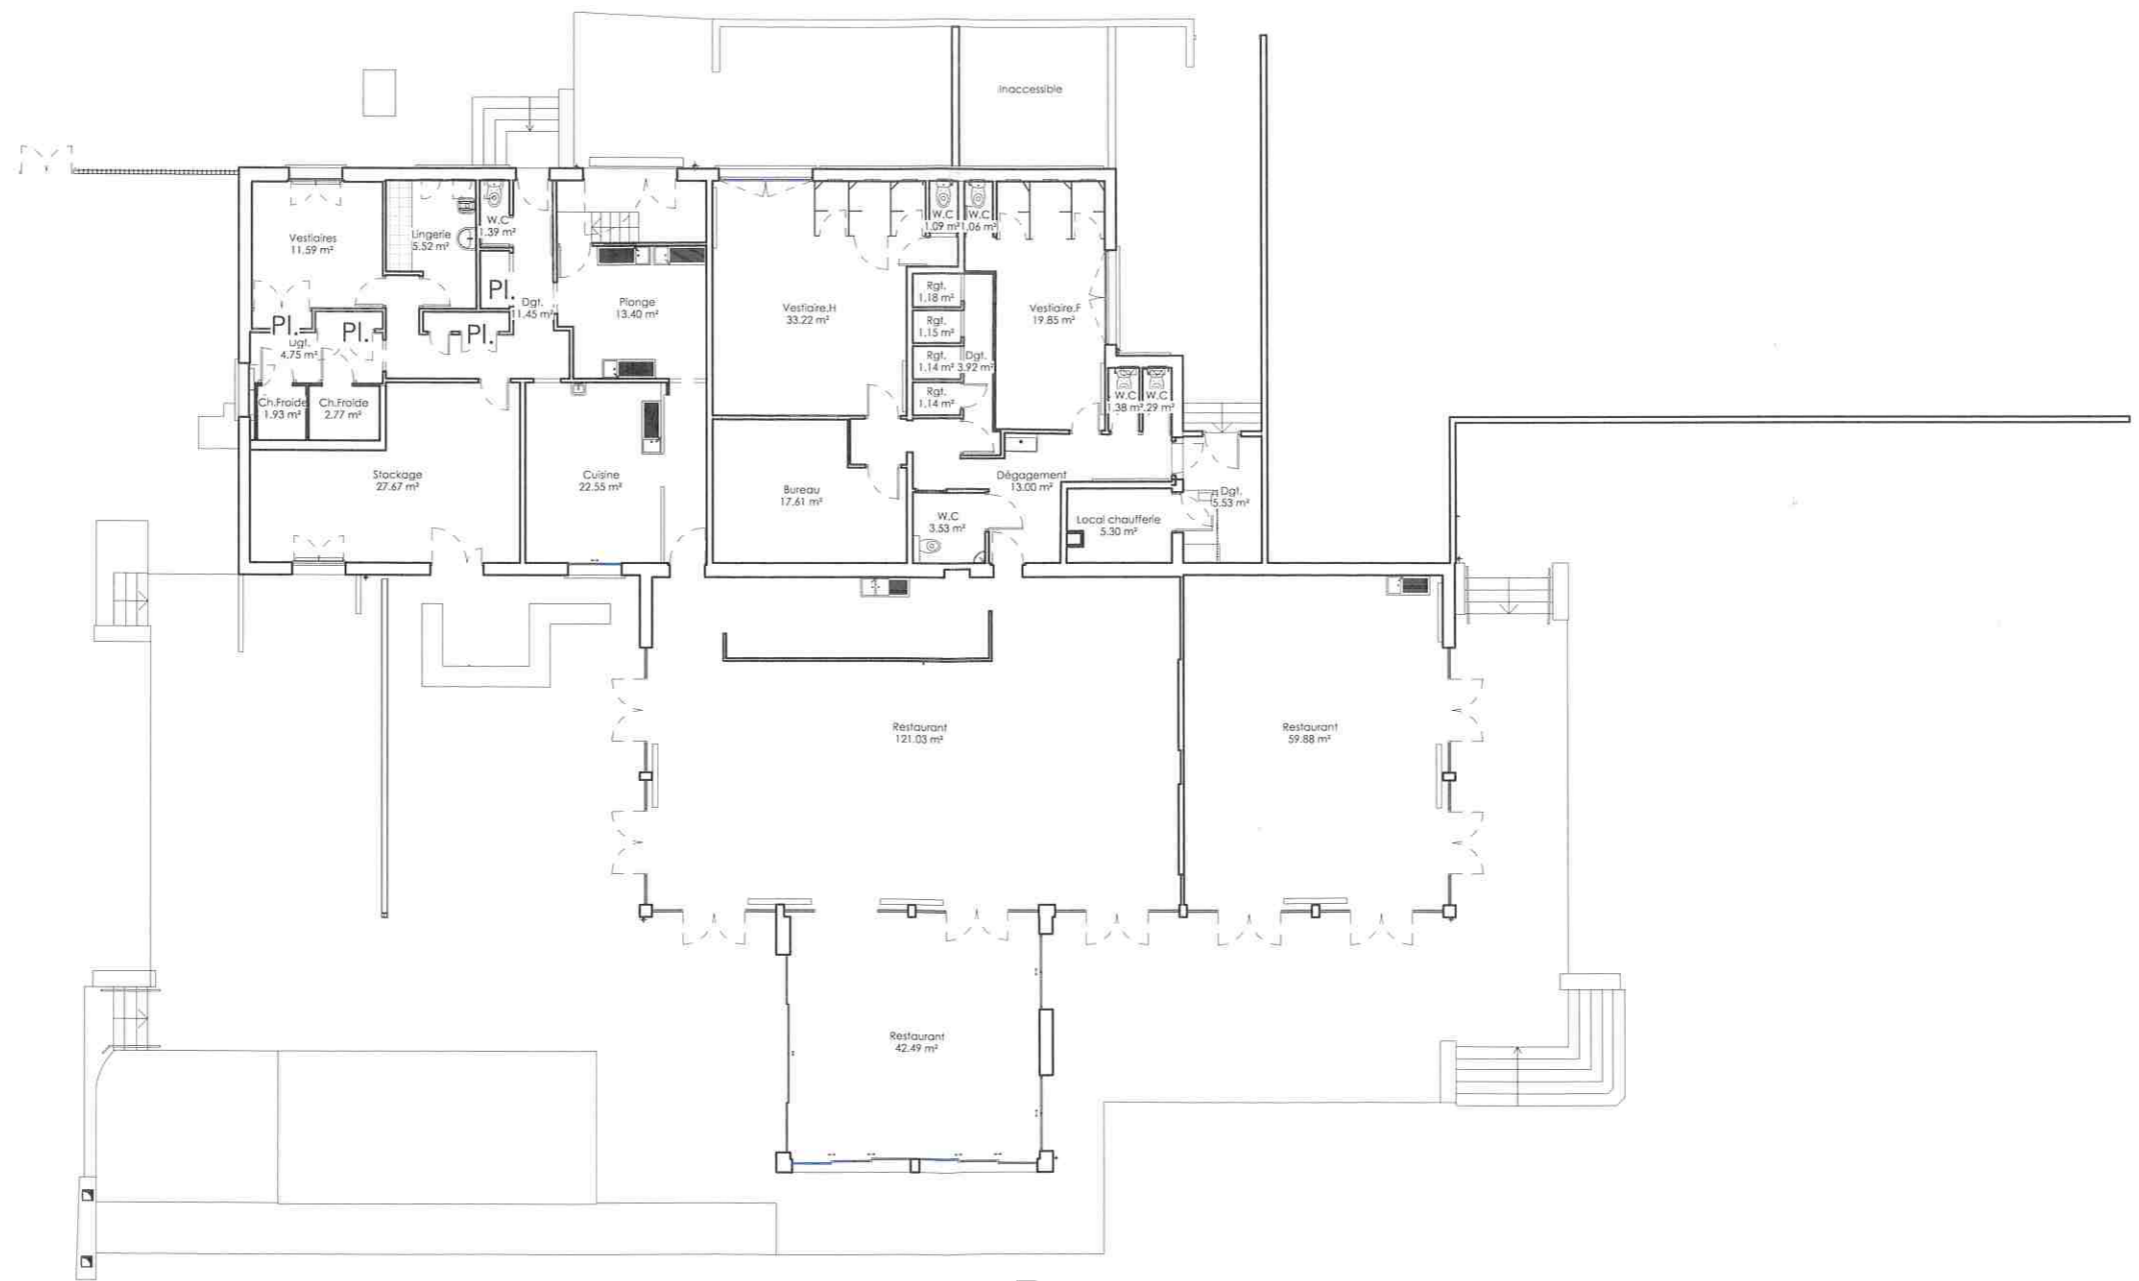 Inaccessible
Vestiaires
11.59 m²
Lingerie
5.52 m²
W.C
1.39 m²
Pl.
Dgt.
11.45 m²
Plonge
13.40 m²
Vestiaire.H
33.22 m²
W.C
1.09 m²
W.C
1.06 m²
Rgt.
1.18 m²
Rgt.
1.15 m²
Rgt.
1.14 m²
Rgt.
1.14 m²
Dgt.
3.92 m²
Vestiaire.F
19.85 m²
Pl.
Pl.
Pl.
Dgt.
4.75 m²
Ch.Froide
1.93 m²
Ch.Froide
2.77 m²
W.C
1.38 m²
W.C
.29 m²
Stockage
27.67 m²
Cuisine
22.55 m²
Bureau
17.61 m²
Dégagement
13.00 m²
Dgt.
5.53 m²
W.C
3.53 m²
Local chaufferie
5.30 m²
Restaurant
121.03 m²
Restaurant
59.88 m²
Restaurant
42.49 m²